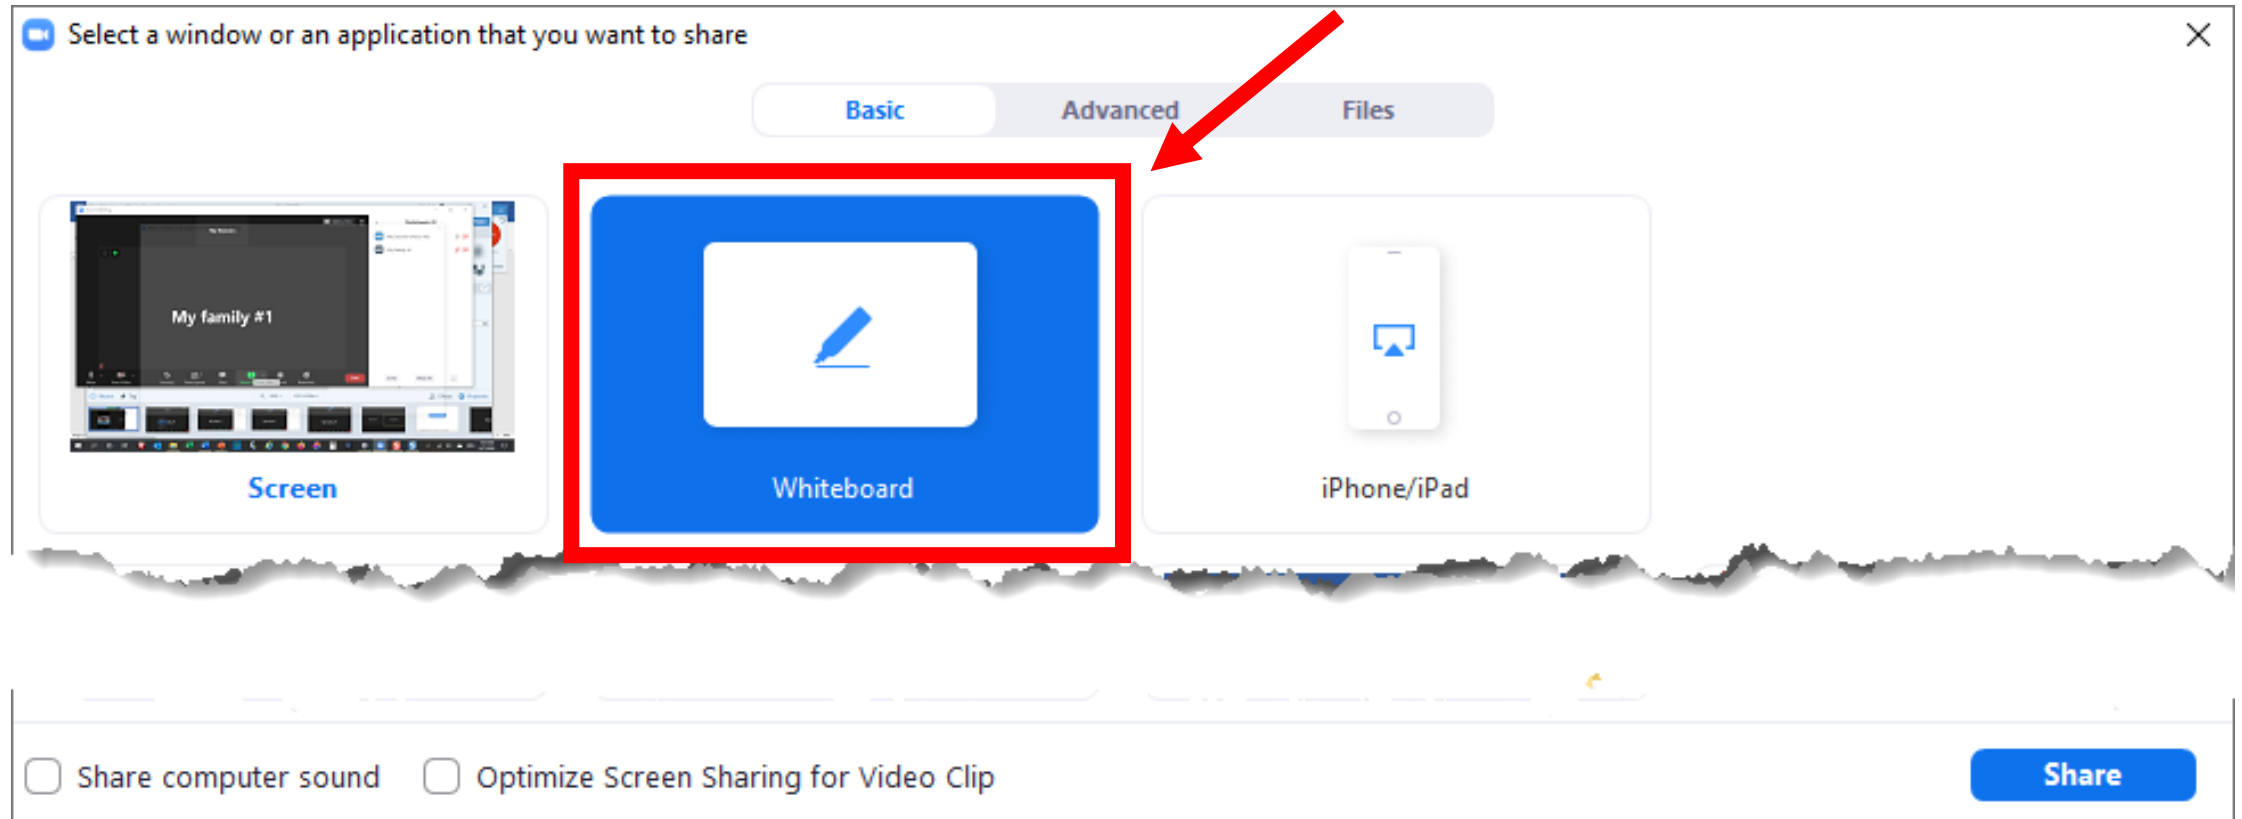 Select a window or an application that you want to share
Basic
Advanced
Files
My family #1
Screen
Whiteboard
iPhone/iPad
Share computer sound
Optimize Screen Sharing for Video Clip
Share